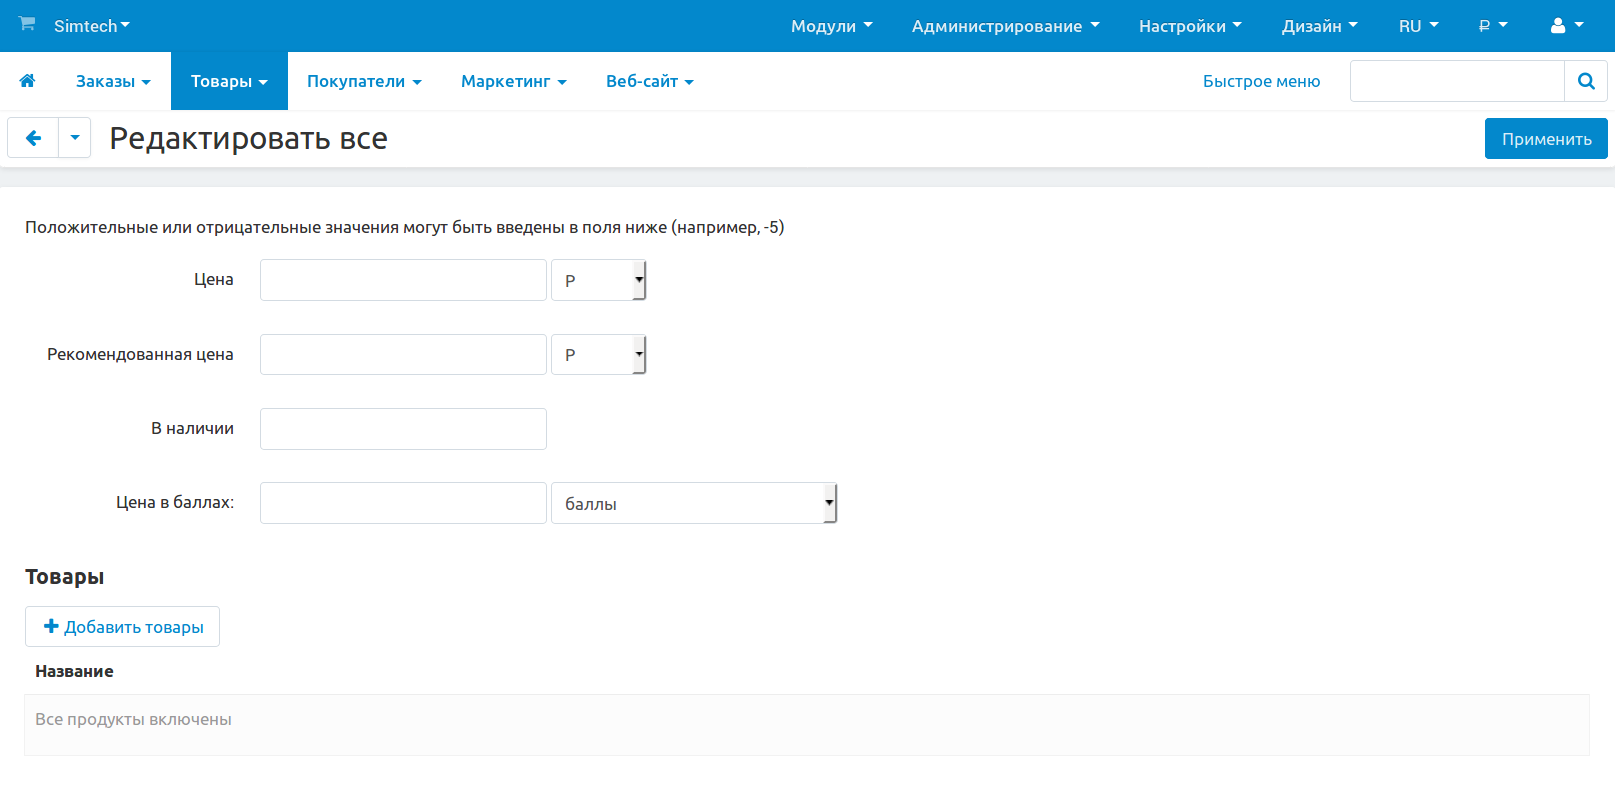 Simtech Модули Администрирование Настройки Дизайн RU ₽
Заказы Товары Покупатели Маркетинг Веб-сайт Быстрое меню
Редактировать все Применить
Положительные или отрицательные значения могут быть введены в поля ниже (например, -5)
Цена Р
Рекомендованная цена Р
В наличии
Цена в баллах: баллы
Товары
Добавить товары
Название
Все продукты включены